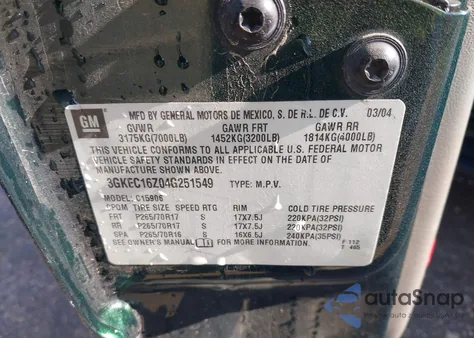 GM
MFD BY GENERAL MOTORS DE MEXICO, S. DE R.L. DE C.V. 03/04
GVWR GAWR FRT GAWR RR
3175KG(7000LB) 1452KG(3200LB) 1814KG(4000LB)
THIS VEHICLE CONFORMS TO ALL APPLICABLE U.S. FEDERAL MOTOR
VEHICLE SAFETY STANDARDS IN EFFECT ON THE DATE OF
MANUFACTURE SHOWN ABOVE.
3GKEC16Z04G251549 TYPE: M.P.V.
MODEL: C15906
TIRE SIZE SPEED RTG RIM COLD TIRE PRESSURE
FRT P265/70R17 S 17X7.5J 220KPA(32PSI)
RR P265/70R17 S 17X7.5J 220KPA(32PSI)
SPA P265/70R16 S 16X6.5J 240KPA(35PSI)
SEE OWNER'S MANUAL FOR MORE INFORMATION.
F 112
T 465
autaSnap